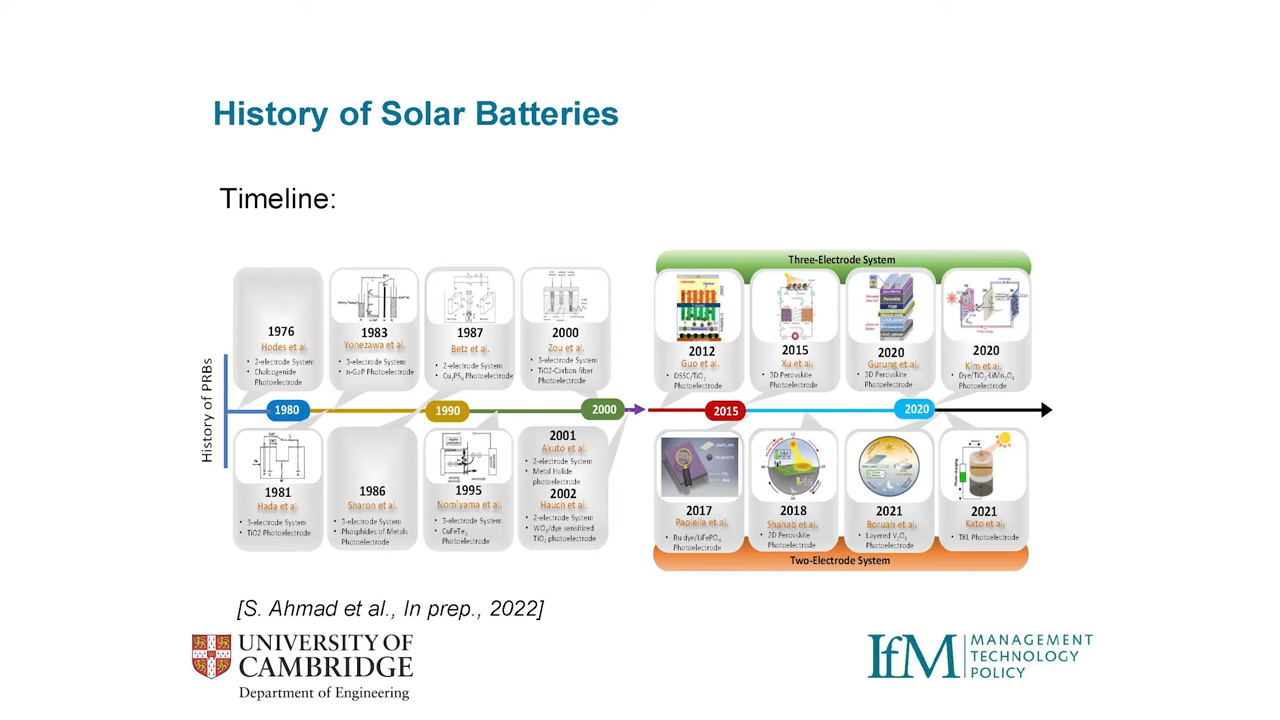 History of Solar Batteries
Timeline:
History of PRBs
1976
Hodes et al.
• 2-electrode System
• Chalcogenide
Photoelectrode
1983
Yonezawa et al.
• 3-electrode System
• n-GaP Photoelectrode
1987
Betz et al.
• 2-electrode System
• Cu3PS4 Photoelectrode
2000
Zou et al.
• 3-electrode System
• TiO2-Carbon fiber
Photoelectrode
Three-Electrode System
2012
Guo et al.
• DSSC/TiO2
Photoelectrode
2015
Xu et al.
• 3D Perovskite
Photoelectrode
2020
Gurung et al.
• 3D Perovskite
Photoelectrode
2020
Kim et al.
• Dye/TiO2-LiMn2O4
Photoelectrode
1980
1990
2000
2015
2020
1981
Hada et al.
• 3-electrode System
• TiO2 Photoelectrode
1986
Sharon et al.
• 3-electrode System
• Phosphides of Metals
Photoelectrode
1995
Nomiyama et al.
• 3-electrode System
• CuFeTe2
Photoelectrode
2001
Akuto et al.
• 2-electrode System
• Metal Halide
photoelectrode
2002
Hauch et al.
• 2-electrode System
• WO3/dye sensitized
TiO2 photoelectrode
2017
Paolella et al.
• Ru dye/LiFePO4
Photoelectrode
2018
Shahab et al.
• 2D Perovskite
Photoelectrode
2021
Boruah et al.
• Layered V2O5
Photoelectrode
2021
Kato et al.
• TKL Photoelectrode
Two-Electrode System
[S. Ahmad et al., In prep., 2022]
UNIVERSITY OF
CAMBRIDGE
Department of Engineering
IfM
MANAGEMENT
TECHNOLOGY
POLICY